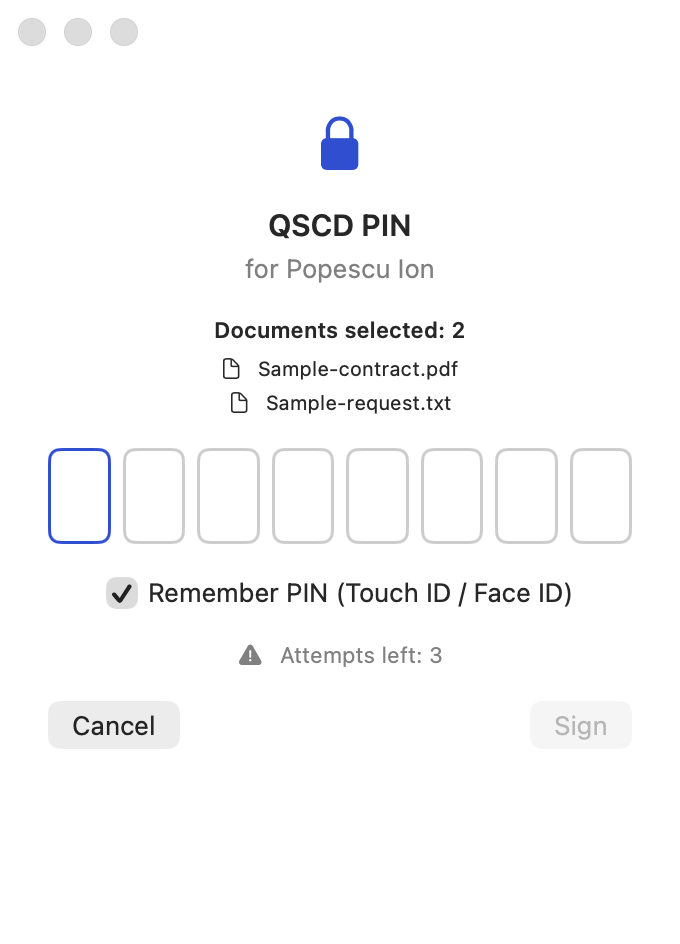 QSCD PIN
for Popescu Ion
Documents selected: 2
Sample-contract.pdf
Sample-request.txt
Remember PIN (Touch ID / Face ID)
Attempts left: 3
Cancel
Sign